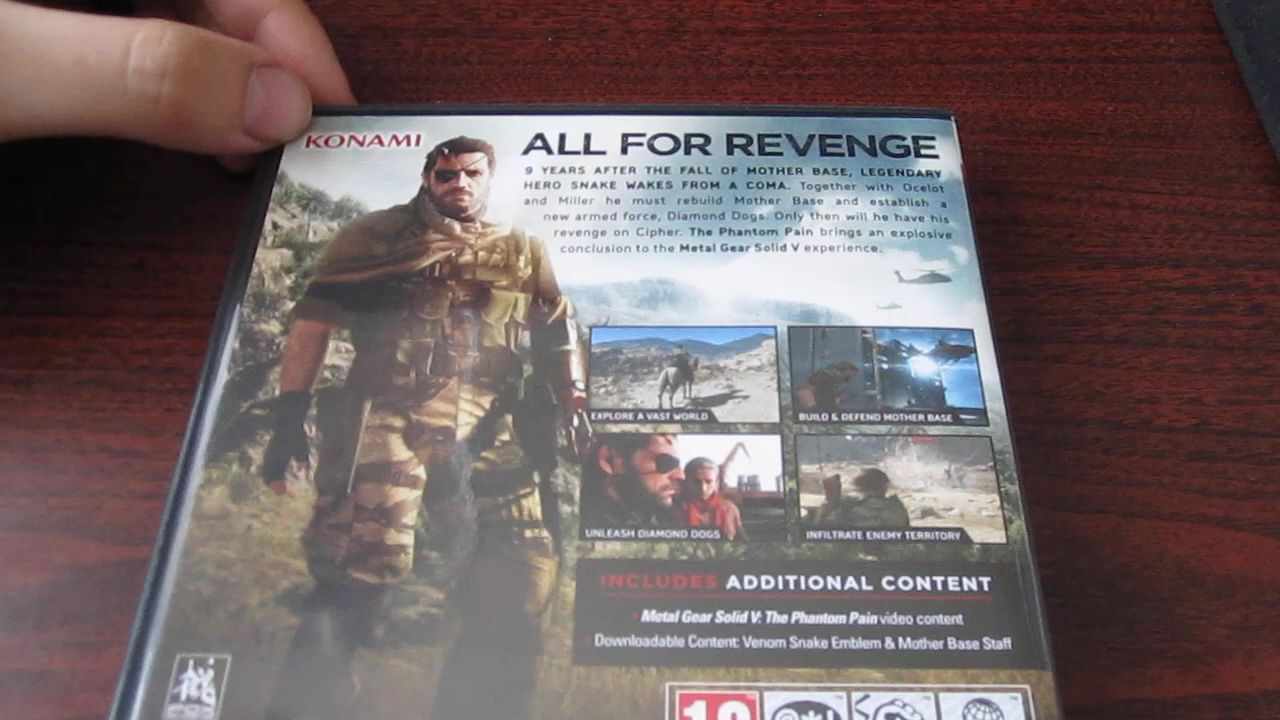 KONAMI
ALL FOR REVENGE
9 YEARS AFTER THE FALL OF MOTHER BASE, LEGENDARY
HERO SNAKE WAKES FROM A COMA. Together with Ocelot
and Miller he must rebuild Mother Base and establish a
new armed force, Diamond Dogs. Only then will he have his
revenge on Cipher. The Phantom Pain brings an explosive
conclusion to the Metal Gear Solid V experience.
EXPLORE A VAST WORLD
BUILD & DEFEND MOTHER BASE
UNLEASH DIAMOND DOGS
INFILTRATE ENEMY TERRITORY
INCLUDES ADDITIONAL CONTENT
Metal Gear Solid V: The Phantom Pain video content
Downloadable Content: Venom Snake Emblem & Mother Base Staff